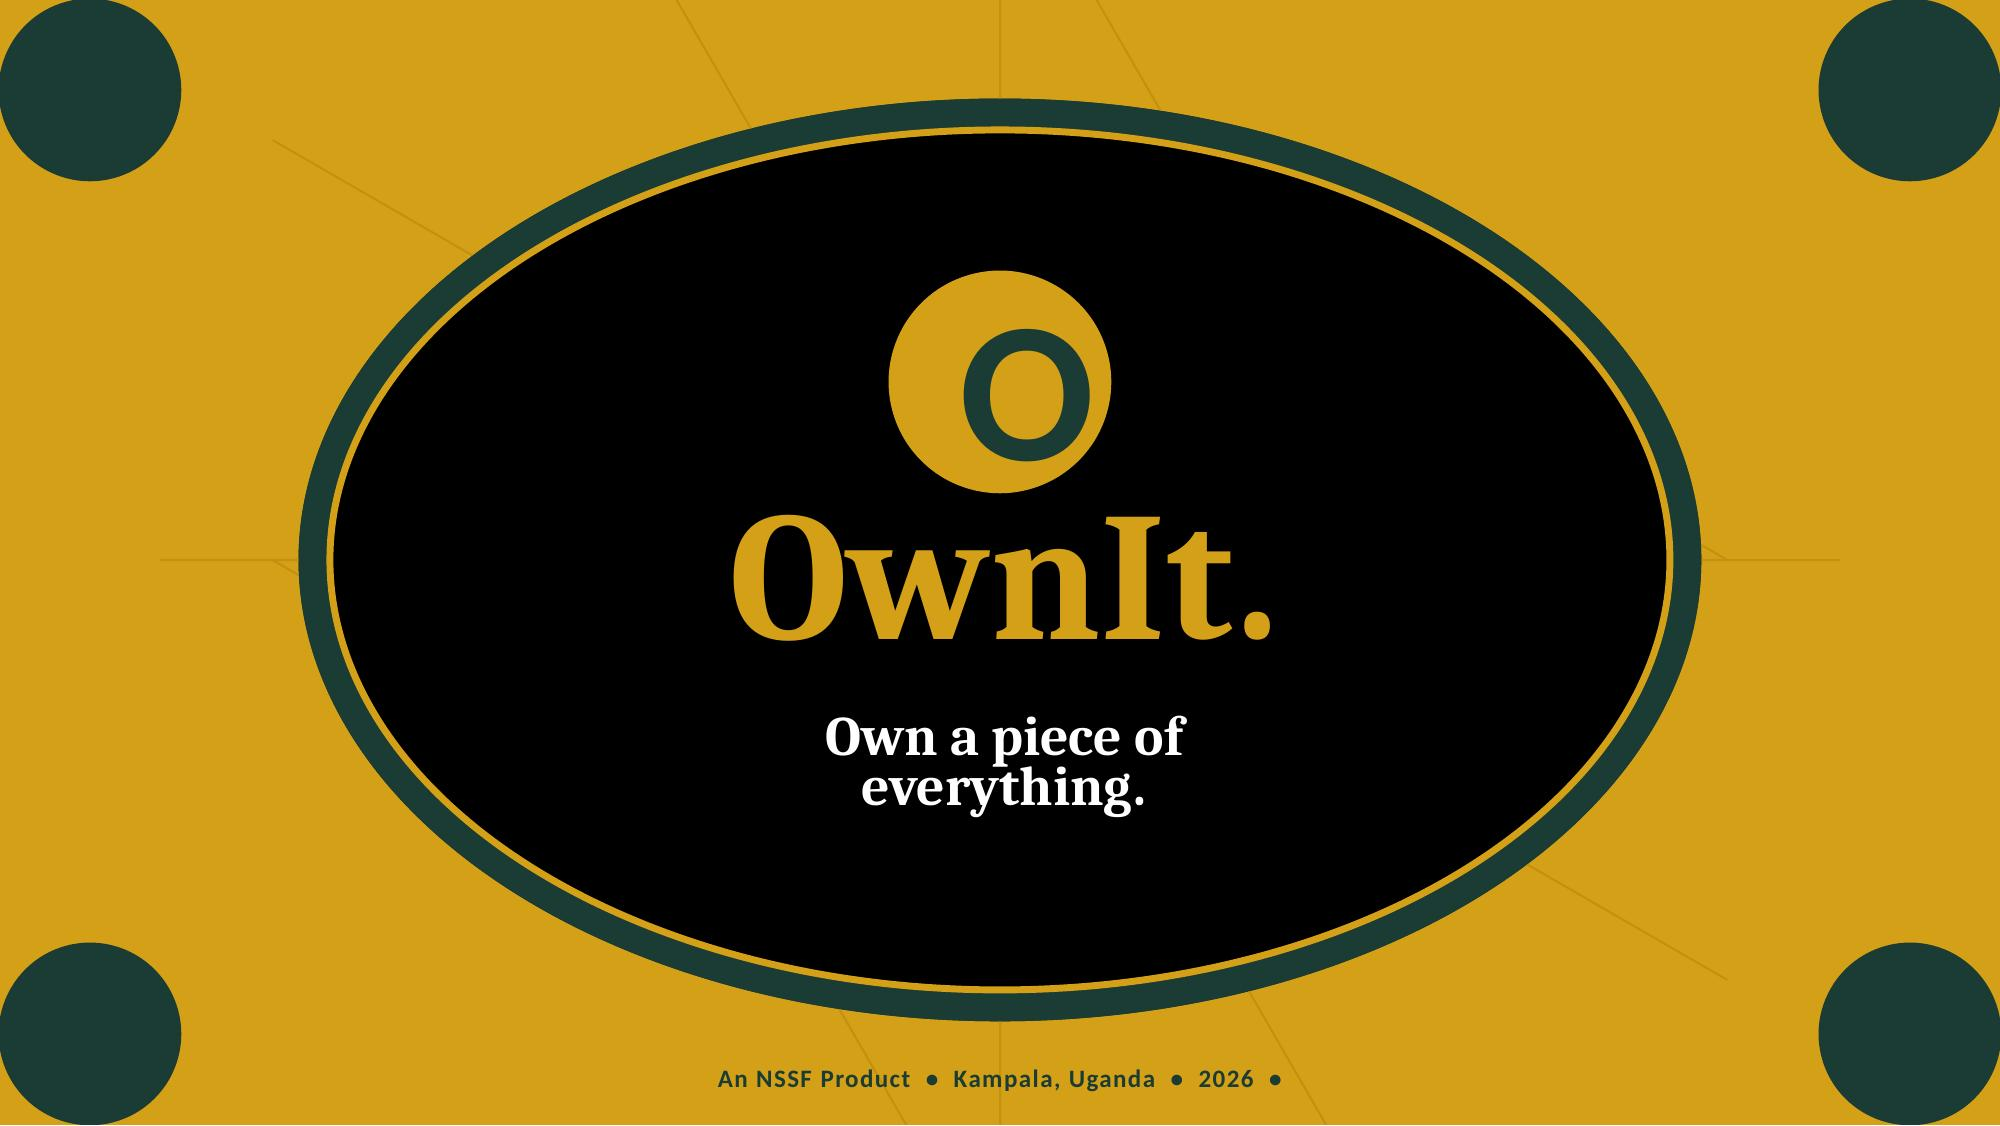 O
OwnIt.
Own a piece of
everything.
An NSSF Product ● Kampala, Uganda ● 2026 ●